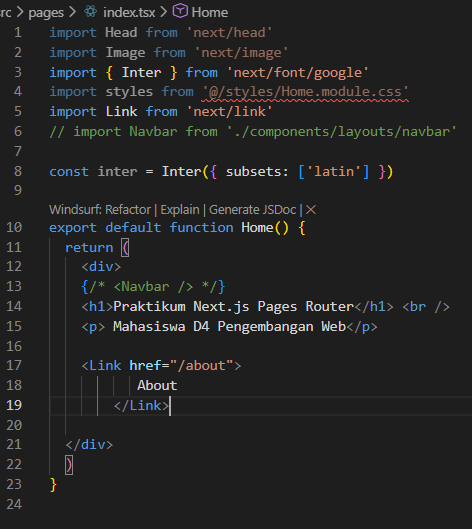 src > pages > index.tsx > Home
1 import Head from 'next/head'
2 import Image from 'next/image'
3 import { Inter } from 'next/font/google'
4 import styles from '@/styles/Home.module.css'
5 import Link from 'next/link'
6 // import Navbar from './components/layouts/navbar'
7
8 const inter = Inter({ subsets: ['latin'] })
9
Windsurf: Refactor | Explain | Generate JSDoc | ×
10 export default function Home() {
11 return (
12 <div>
13 {/* <Navbar /> */}
14 <h1>Praktikum Next.js Pages Router</h1> <br />
15 <p> Mahasiswa D4 Pengembangan Web</p>
16
17 <Link href="/about">
18 About
19 </Link>
20
21 </div>
22 )
23 }
24